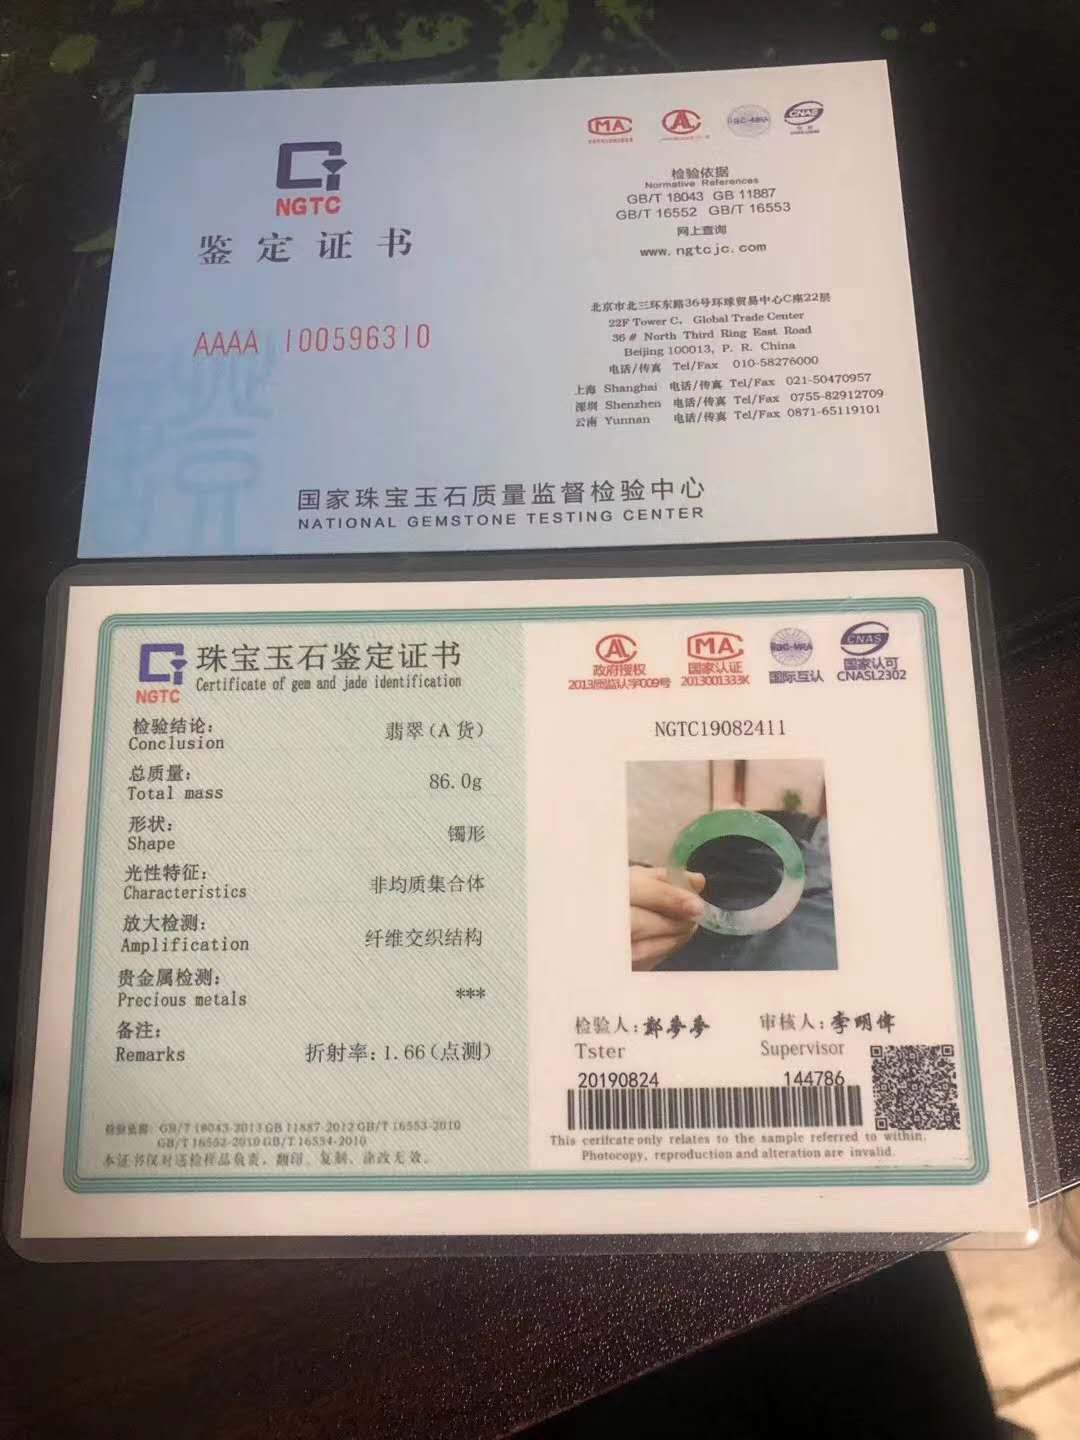 NGTC
鉴定证书
AAAA 100596310
MA
AL
ilac-MRA
CNAS
检验依据
Normative References
GB/T 18043 GB 11887
GB/T 16552 GB/T 16553
网上查询
www.ngtcjc.com
北京市北三环东路36号环球贸易中心C座22层
22F Tower C, Global Trade Center
36 # North Third Ring East Road
Beijing 100013, P. R. China
电话/传真 Tel/Fax 010-58276000
上海 Shanghai 电话/传真 Tel/Fax 021-50470957
深圳 Shenzhen 电话/传真 Tel/Fax 0755-82912709
云南 Yunnan 电话/传真 Tel/Fax 0871-65119101
国家珠宝玉石质量监督检验中心
NATIONAL GEMSTONE TESTING CENTER
NGTC
珠宝玉石鉴定证书
Certificate of gem and jade identification
检验结论: 翡翠(A 货)
Conclusion
总质量: 86.0g
Total mass
形状: 镯形
Shape
光性特征: 非均质集合体
Characteristics
放大检测: 纤维交织结构
Amplification
贵金属检测: ***
Precious metals
备注:
Remarks 折射率:1.66(点测)
检验依据: GB/T 18043-2013 GB 11887-2012 GB/T 16553-2010
GB/T 16552-2010 GB/T 16554-2010
本证书仅对送检样品负责,翻印、复制、涂改无效。
AL
政府授权
2013质监认字009号
MA
国家认证
2013001333K
ilac-MRA
国际互认
CNAS
国家认可
CNASL2302
NGTC19082411
检验人:郑梦梦
Tster
审核人:李明伟
Supervisor
20190824 144786
This cerifcate only relates to the sample referred to within.
Photocopy, reproduction and alteration are invalid.